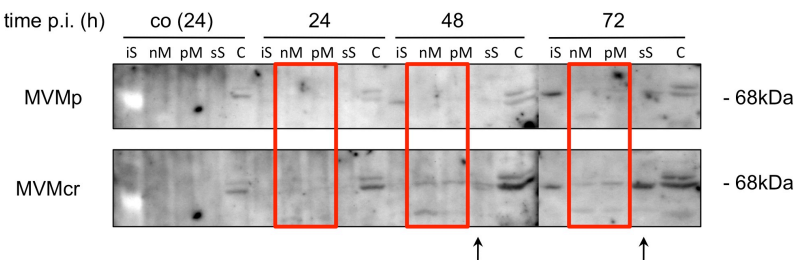 time p.i. (h) co (24) 24 48 72
iS nM pM sS C iS nM pM sS C iS nM pM sS C iS nM pM sS C
MVMp - 68kDa
MVMcr - 68kDa